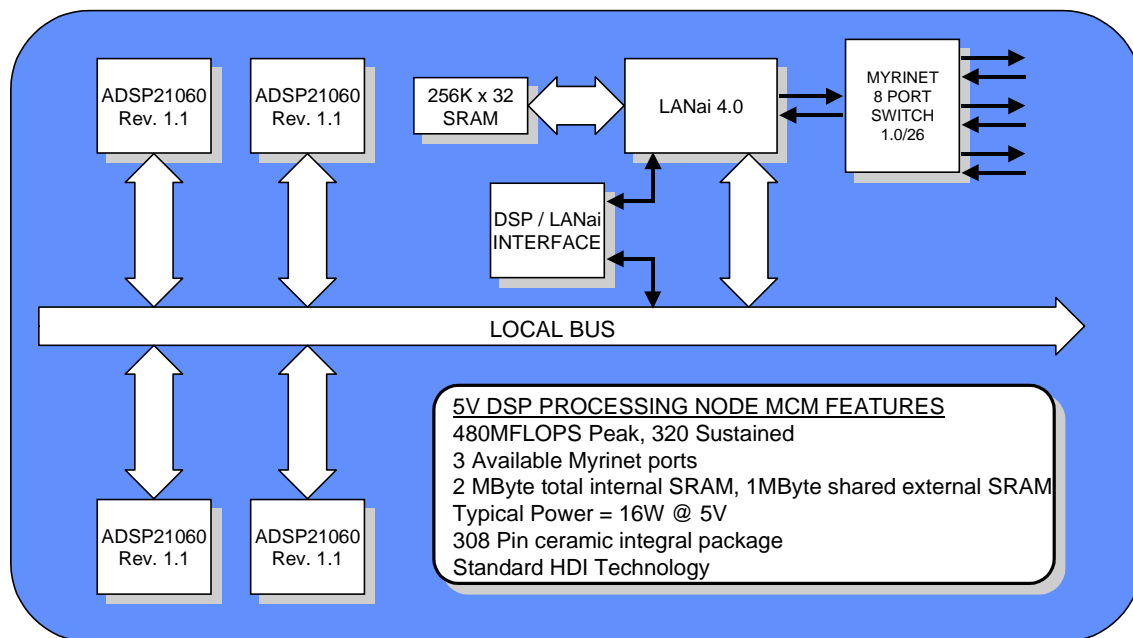 ADSP21060
Rev. 1.1
ADSP21060
Rev. 1.1
256K x 32
SRAM
LANai 4.0
MYRINET
8 PORT
SWITCH
1.0/26
DSP / LANai
INTERFACE
LOCAL BUS
ADSP21060
Rev. 1.1
ADSP21060
Rev. 1.1
5V DSP PROCESSING NODE MCM FEATURES
480MFLOPS Peak, 320 Sustained
3 Available Myrinet ports
2 MByte total internal SRAM, 1MByte shared external SRAM
Typical Power = 16W @ 5V
308 Pin ceramic integral package
Standard HDI Technology